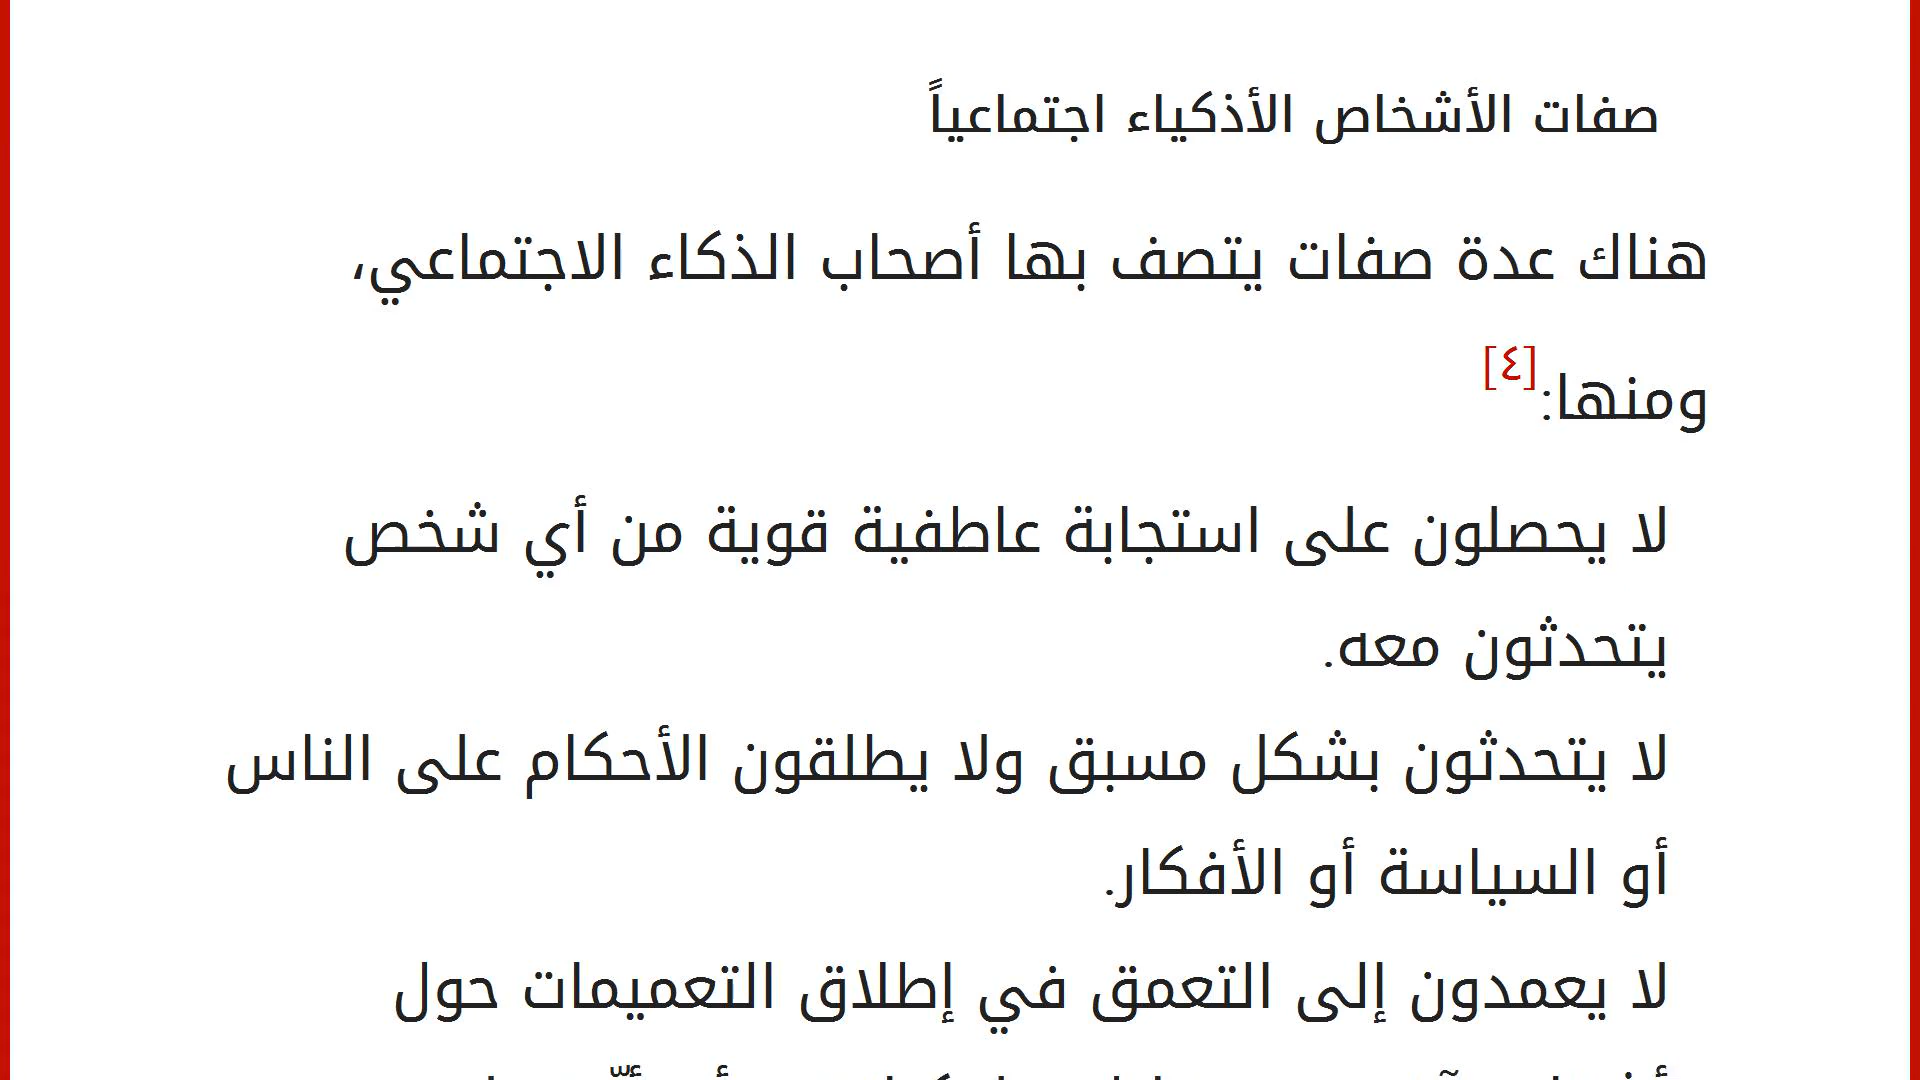 صفات الأشخاص الأذكياء اجتماعياً
هناك عدة صفات يتصف بها أصحاب الذكاء الاجتماعي،
ومنها:[٤]
لا يحصلون على استجابة عاطفية قوية من أي شخص
يتحدثون معه.
لا يتحدثون بشكل مسبق ولا يطلقون الأحكام على الناس
أو السياسة أو الأفكار.
لا يعمدون إلى التعمق في إطلاق التعميمات حول